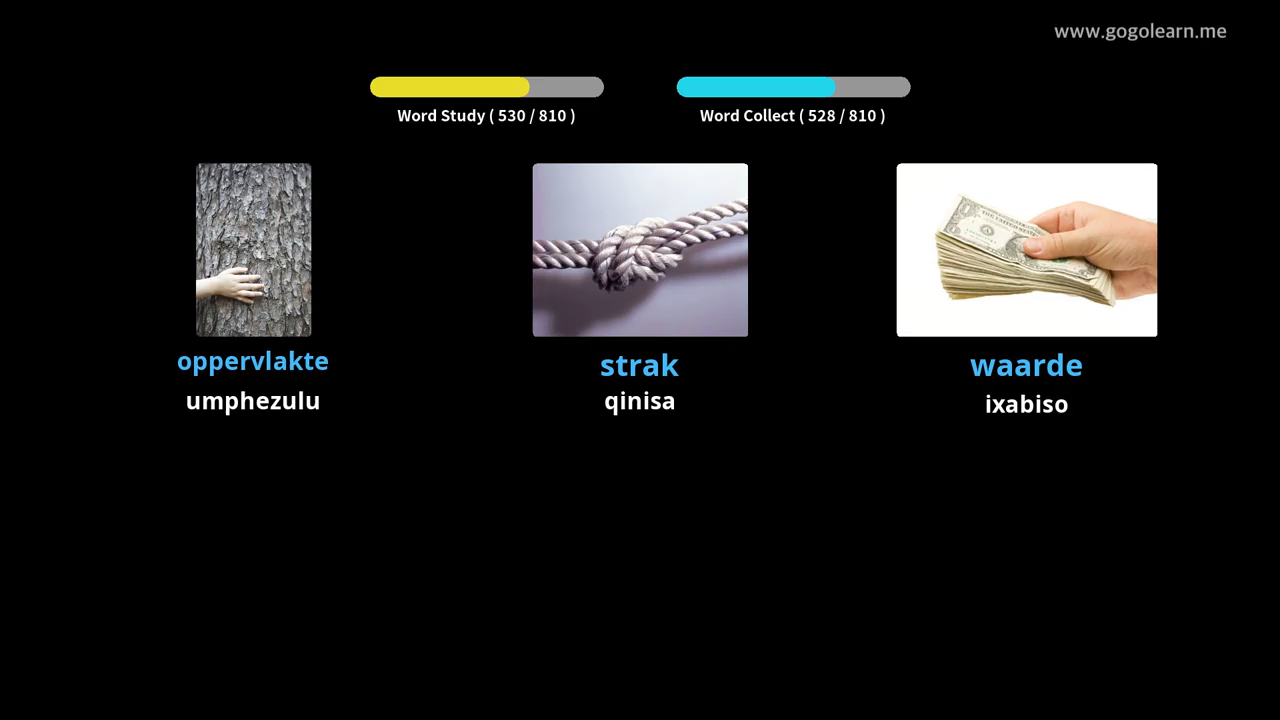 www.gogolearn.me
Word Study ( 530 / 810 )
Word Collect ( 528 / 810 )
oppervlakte
umphezulu
strak
qinisa
waarde
ixabiso